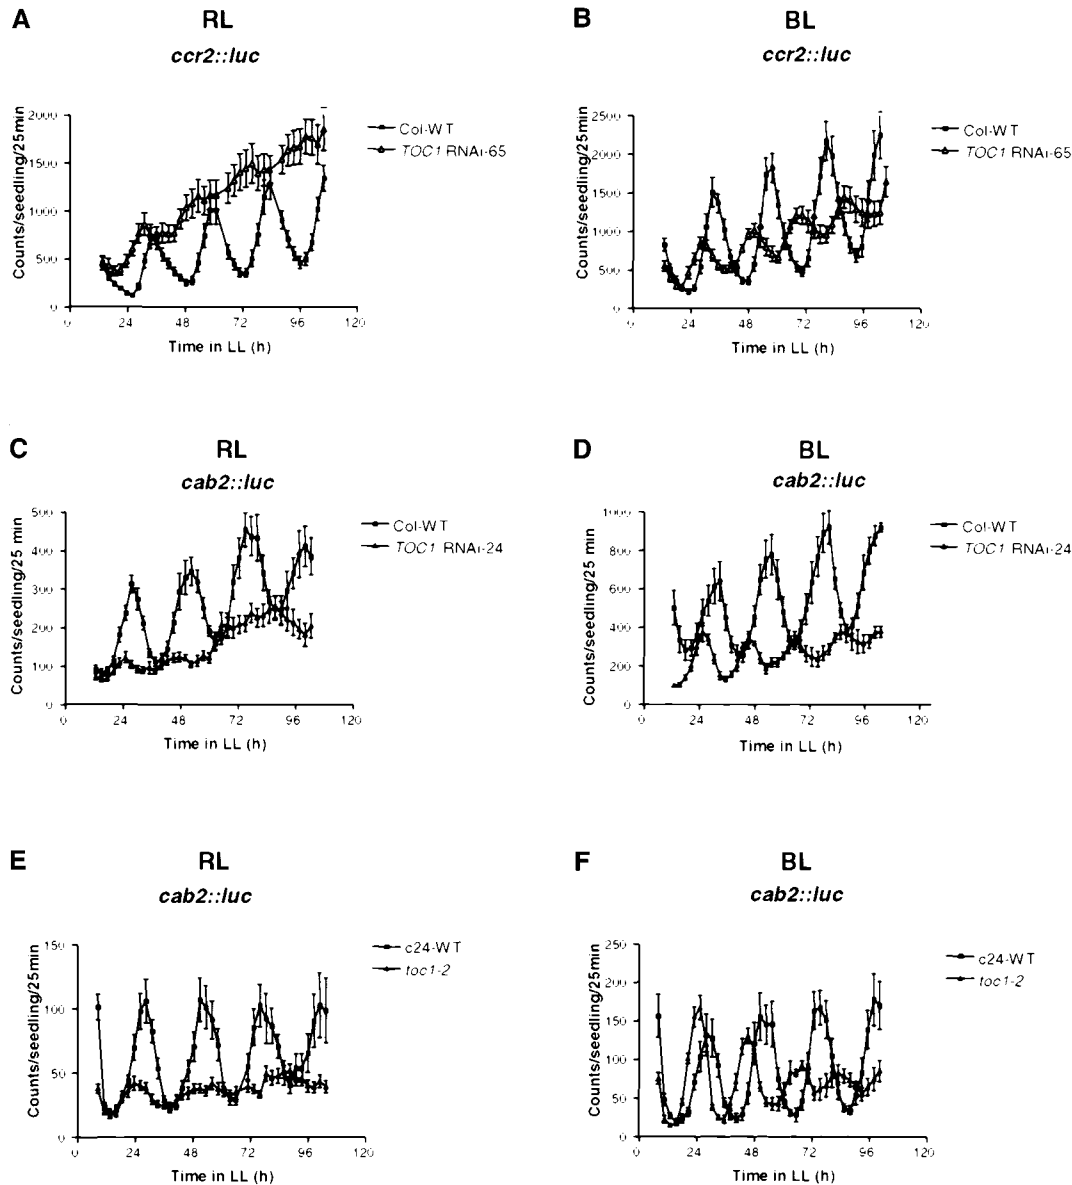 A
RL
ccr2::luc
Counts/seedling/25min
2000
1500
1000
500
0
0 24 48 72 96 120
Time in LL (h)
Col-WT
TOC1 RNAi-65
B
BL
ccr2::luc
Counts/seedling/25min
2500
2000
1500
1000
500
0
0 24 48 72 96 120
Time in LL (h)
Col-WT
TOC1 RNAi-65
C
RL
cab2::luc
Counts/seedling/25 min
500
400
300
200
100
0
0 24 48 72 96 120
Time in LL (h)
Col-WT
TOC1 RNAi-24
D
BL
cab2::luc
Counts/seedling/25 min
1000
800
600
400
200
0
0 24 48 72 96 120
Time in LL (h)
Col-WT
TOC1 RNAi-24
E
RL
cab2::luc
Counts/seedling/25min
150
100
50
0
0 24 48 72 96 120
Time in LL (h)
c24-WT
toc1-2
F
BL
cab2::luc
Counts/seedling/25min
250
200
150
100
50
0
0 24 48 72 96 120
Time in LL (h)
c24-WT
toc1-2